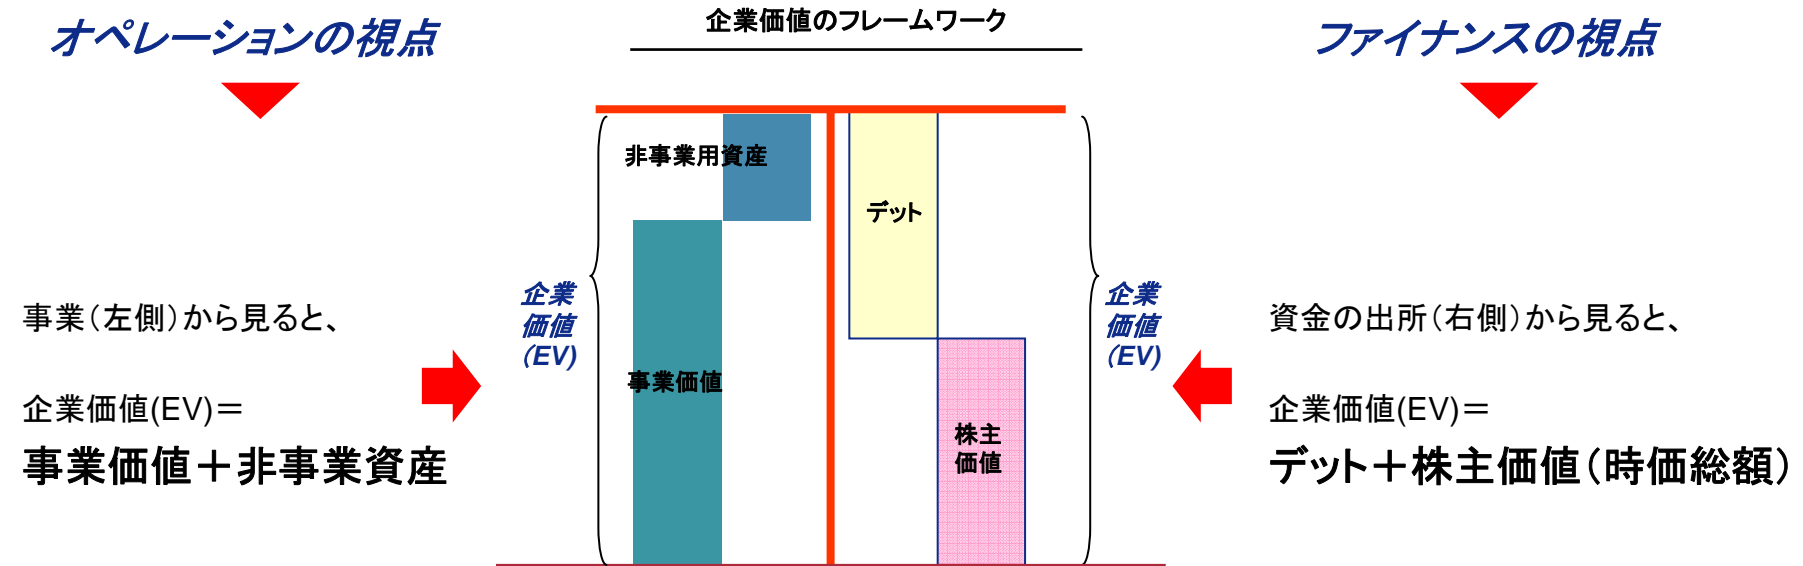 オペレーションの視点
企業価値のフレームワーク
ファイナンスの視点
非事業用資産
デット
事業(左側)から見ると、
企業
価値
(EV)
企業
価値
(EV)
資金の出所(右側)から見ると、
事業価値
企業価値(EV)＝
事業価値＋非事業資産
株主
価値
企業価値(EV)＝
デット＋株主価値(時価総額)